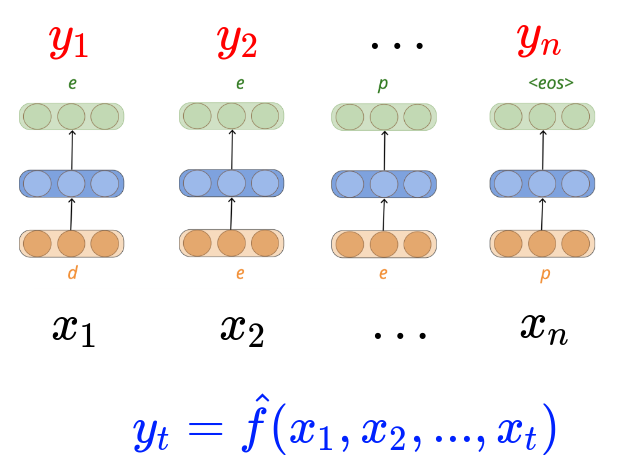 y₁ y₂ ... yₙ
e e p <eos>
d e e p
x₁ x₂ ... xₙ
yₜ = f̂(x₁, x₂, ..., xₜ)